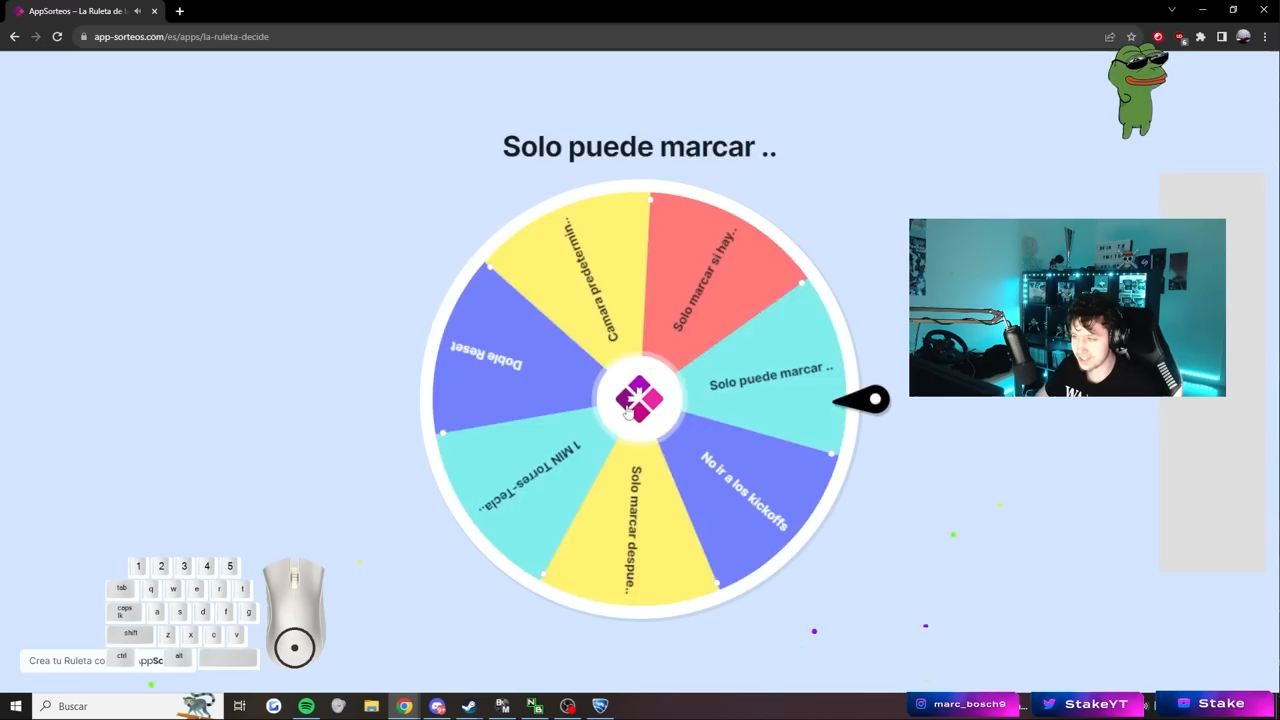 AppSorteos – La Ruleta de
app-sorteos.com/es/apps/la-ruleta-decide
Solo puede marcar ..
Solo marcar si hay..
Solo puede marcar ..
No ir a los kickoffs
Solo marcar despue..
1 MIN Torres-Tecla..
Doble Reset
Camara predetermin..
1 2 3 4 5
tab q w e r t
caps lk a s d f g
shift z x c v
ctrl alt
Crea tu Ruleta co
AppSo
Buscar
marc_bosch9
StakeYT
Stake